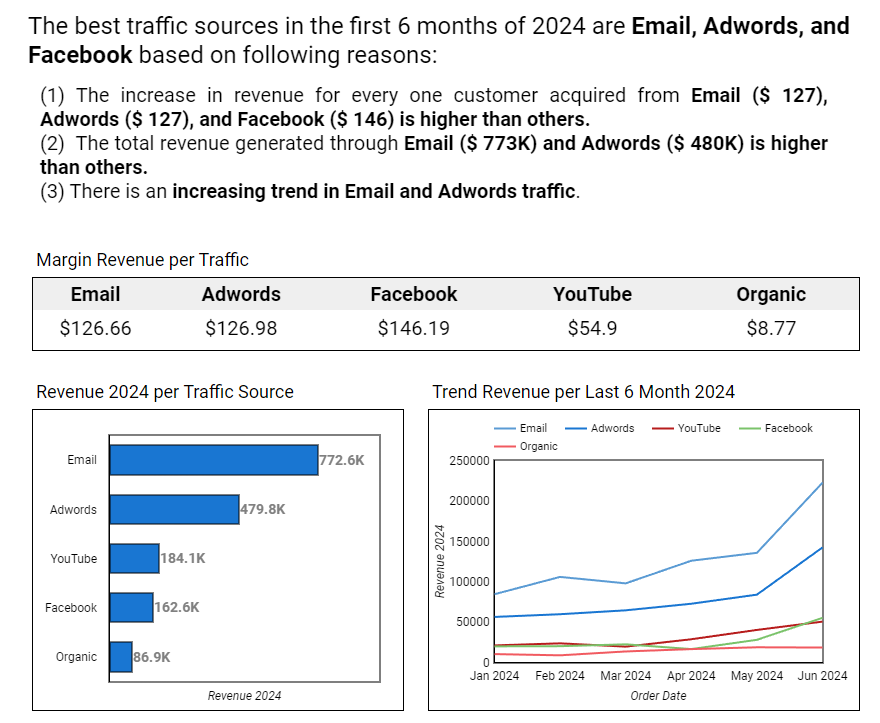 The best traffic sources in the first 6 months of 2024 are Email, Adwords, and
Facebook based on following reasons:
(1) The increase in revenue for every one customer acquired from Email ($ 127),
Adwords ($ 127), and Facebook ($ 146) is higher than others.
(2) The total revenue generated through Email ($ 773K) and Adwords ($ 480K) is higher
than others.
(3) There is an increasing trend in Email and Adwords traffic.
Margin Revenue per Traffic
Email Adwords Facebook YouTube Organic
$126.66 $126.98 $146.19 $54.9 $8.77
Revenue 2024 per Traffic Source
Email 772.6K
Adwords 479.8K
YouTube 184.1K
Facebook 162.6K
Organic 86.9K
Revenue 2024
Trend Revenue per Last 6 Month 2024
Email Adwords YouTube Facebook
Organic
250000
200000
150000
100000
50000
0
Revenue 2024
Jan 2024 Feb 2024 Mar 2024 Apr 2024 May 2024 Jun 2024
Order Date